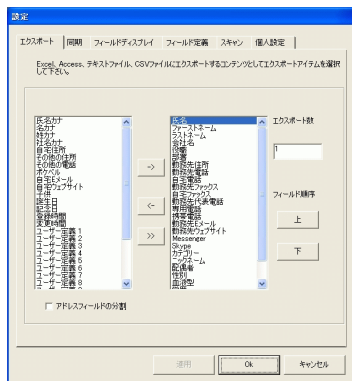 設定
エクスポート 同期 フィールドディスプレイ フィールド定義 スキャン 個人設定
Excel, Access, テキストファイル, CSVファイルにエクスポートするコンテンツとしてエクスポートアイテムを選択
して下さい。
氏名カナ
名カナ
姓カナ
社名カナ
自宅住所
その他の住所
その他の電話
ポケベル
自宅Eメール
自宅ウェブサイト
子供
誕生日
記念日
登録時間
変更時間
ユーザー定義 1
ユーザー定義 2
ユーザー定義 3
ユーザー定義 4
ユーザー定義 5
ユーザー定義 6
ユーザー定義 7
ユーザー定義 8
->
<-
>>
氏名
ファーストネーム
ラストネーム
会社名
役職
部署
勤務先住所
勤務先電話
自宅電話
勤務先ファックス
自宅ファックス
勤務先代表電話
専用電話
携帯電話
勤務先Eメール
勤務先ウェブサイト
Messenger
Skype
カテゴリー
ニックネーム
配偶者
性別
血液型
エクスポート数
1
フィールド順序
上
下
アドレスフィールドの分割
適用 Ok キャンセル